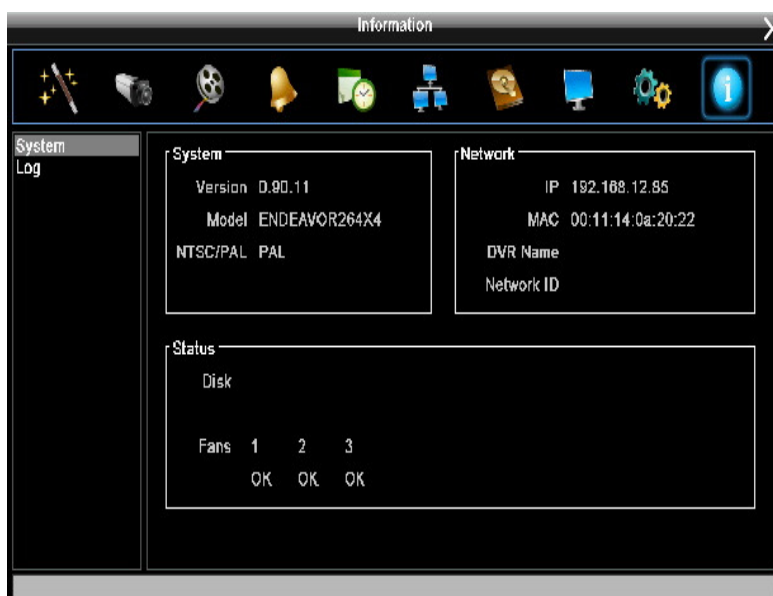 Information
System
Log
System
Version 0.90.11
Model ENDEAVOR264X4
NTSC/PAL PAL
Network
IP 192.168.12.85
MAC 00:11:14:0a:20:22
DVR Name
Network ID
Status
Disk
Fans 1 2 3
OK OK OK